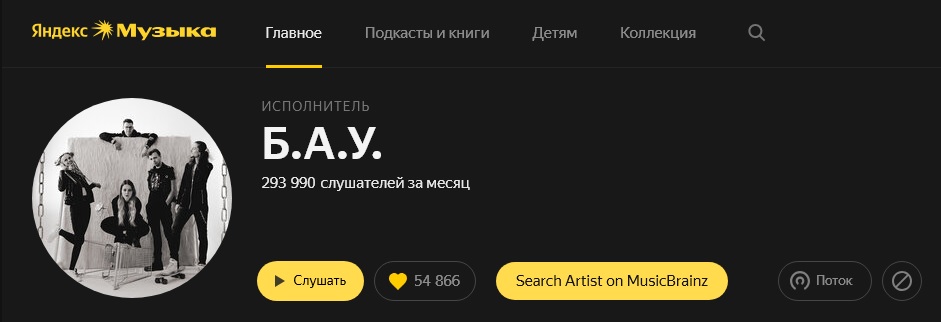 Яндекс Музыка
Главное
Подкасты и книги
Детям
Коллекция
ИСПОЛНИТЕЛЬ
Б.А.У.
293 990 слушателей за месяц
Слушать
54 866
Search Artist on MusicBrainz
Поток